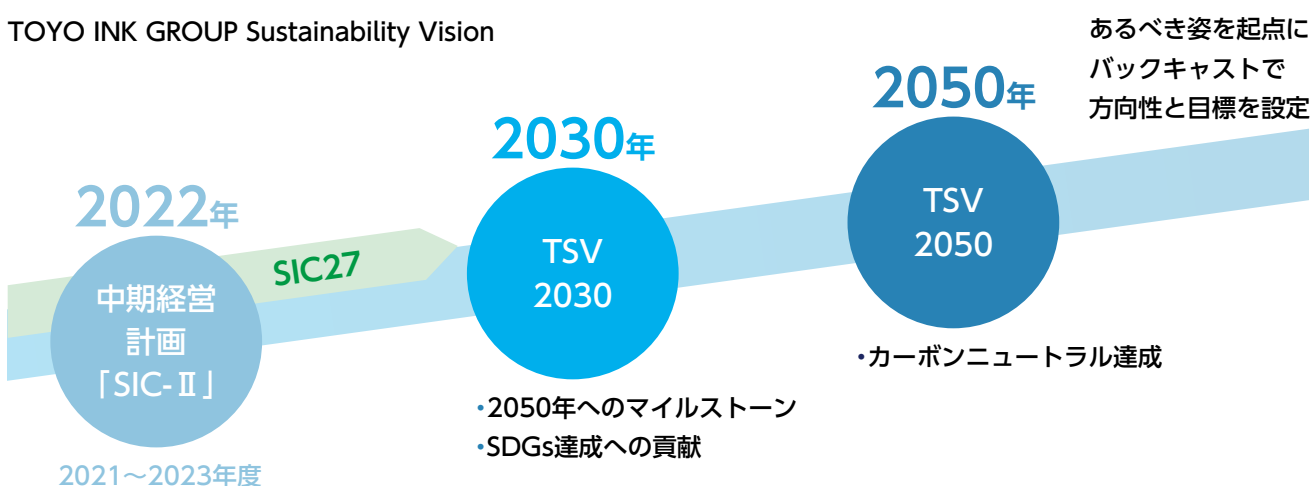 TOYO INK GROUP Sustainability Vision
2022年
中期経営
計画
「SIC-Ⅱ」
2021～2023年度
SIC27
2030年
TSV
2030
・2050年へのマイルストーン
・SDGs達成への貢献
2050年
TSV
2050
・カーボンニュートラル達成
あるべき姿を起点に
バックキャストで
方向性と目標を設定